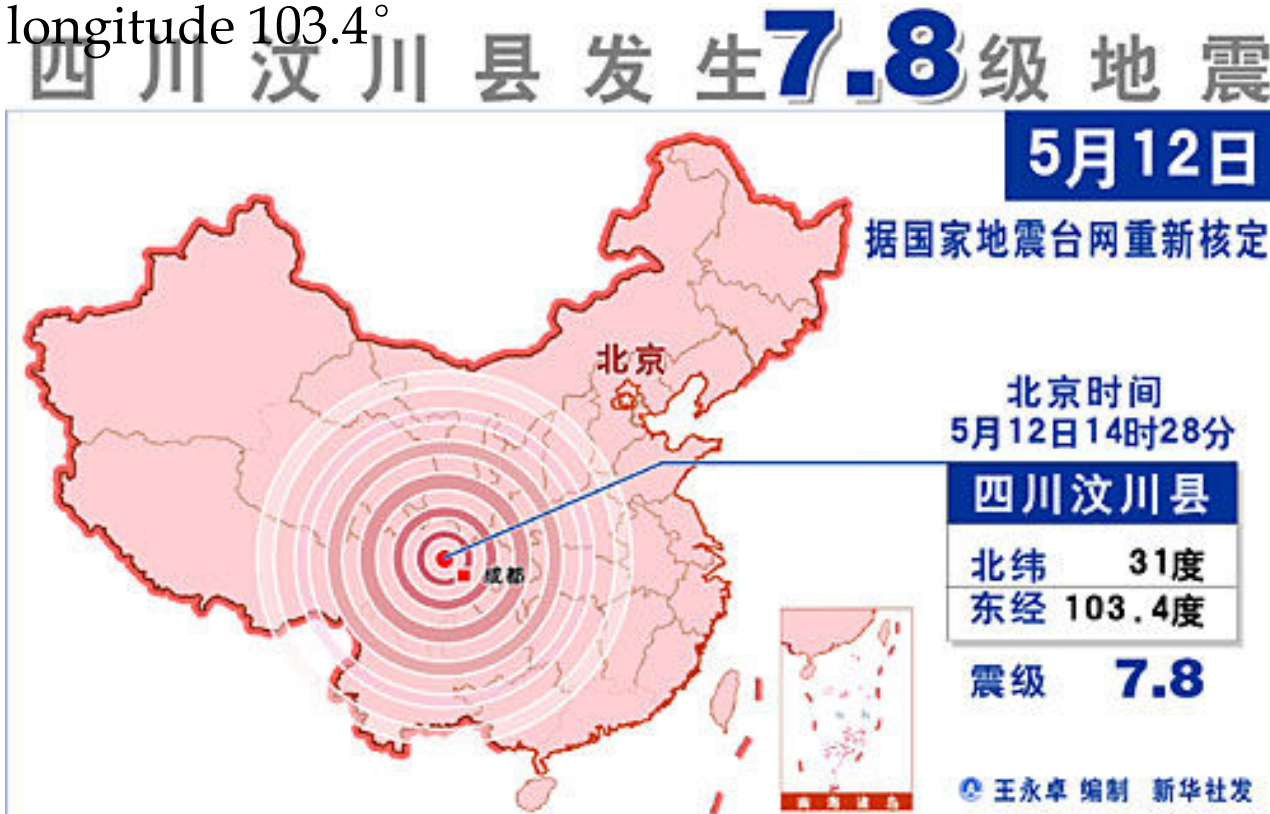 longitude 103.4°
四川汶川县发生7.8级地震
5月12日
据国家地震台网重新核定
北京
北京时间
5月12日14时28分
四川汶川县
北纬 31度
东经 103.4度
成都
震级 7.8
南海诸岛
王永卓 编制 新华社发